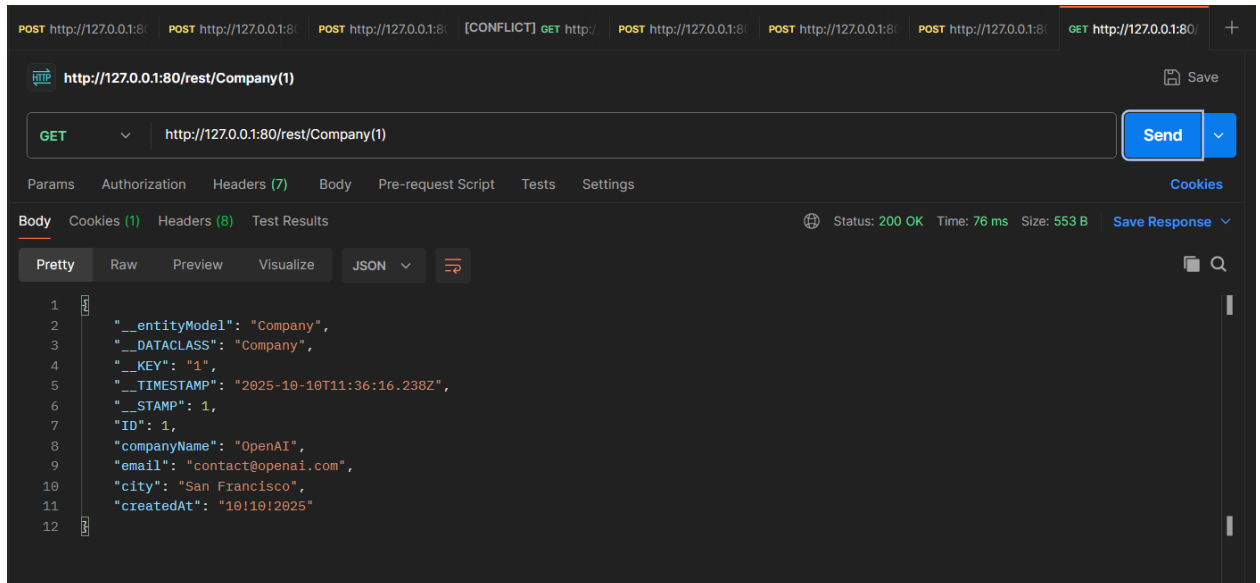 POST http://127.0.0.1:80 POST http://127.0.0.1:80 POST http://127.0.0.1:80 [CONFLICT] GET http:/ POST http://127.0.0.1:80 POST http://127.0.0.1:80 POST http://127.0.0.1:80 GET http://127.0.0.1:80/ +
HTTP http://127.0.0.1:80/rest/Company(1) Save
GET http://127.0.0.1:80/rest/Company(1) Send
Params Authorization Headers (7) Body Pre-request Script Tests Settings Cookies
Body Cookies (1) Headers (8) Test Results Status: 200 OK Time: 76 ms Size: 553 B Save Response
Pretty Raw Preview Visualize JSON
1 {
2 "__entityModel": "Company",
3 "__DATACLASS": "Company",
4 "__KEY": "1",
5 "__TIMESTAMP": "2025-10-10T11:36:16.238Z",
6 "__STAMP": 1,
7 "ID": 1,
8 "companyName": "OpenAI",
9 "email": "contact@openai.com",
10 "city": "San Francisco",
11 "createdAt": "10!10!2025"
12 }